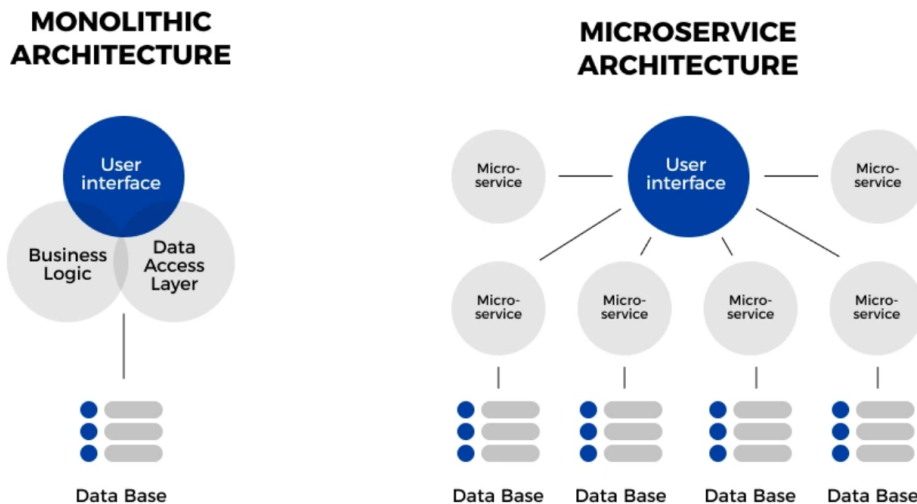 MONOLITHIC
ARCHITECTURE
User
interface
Business
Logic
Data
Access
Layer
Data Base
MICROSERVICE
ARCHITECTURE
Micro-
service
User
interface
Micro-
service
Micro-
service
Micro-
service
Micro-
service
Micro-
service
Data Base
Data Base
Data Base
Data Base